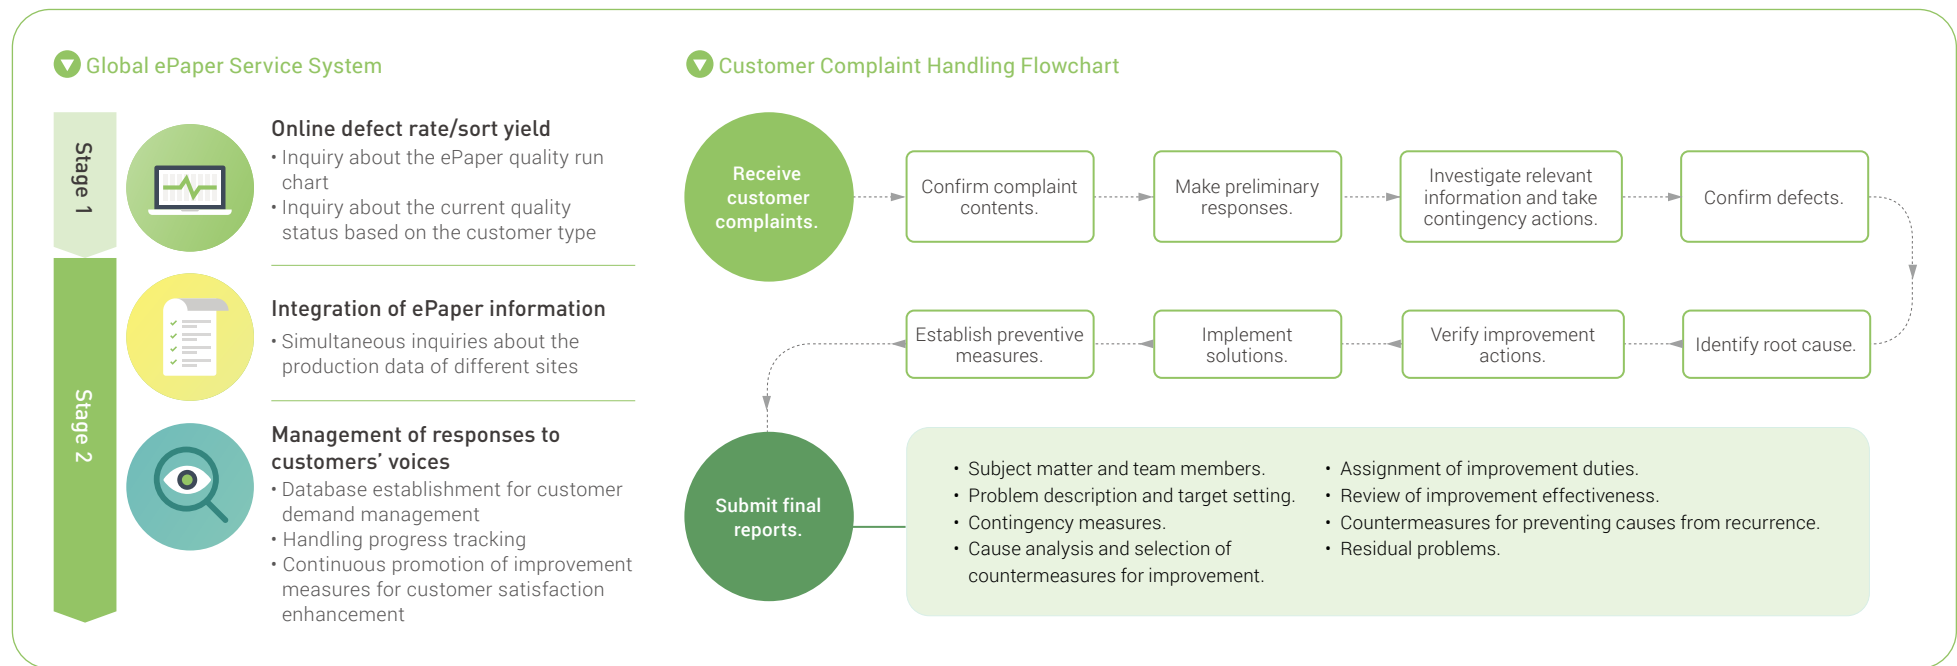 Global ePaper Service System
Stage 1
Online defect rate/sort yield
• Inquiry about the ePaper quality run
chart
• Inquiry about the current quality
status based on the customer type
Stage 2
Integration of ePaper information
• Simultaneous inquiries about the
production data of different sites
Management of responses to
customers’ voices
• Database establishment for customer
demand management
• Handling progress tracking
• Continuous promotion of improvement
measures for customer satisfaction
enhancement
Customer Complaint Handling Flowchart
Receive
customer
complaints.
Confirm complaint
contents.
Make preliminary
responses.
Investigate relevant
information and take
contingency actions.
Confirm defects.
Identify root cause.
Verify improvement
actions.
Implement
solutions.
Establish preventive
measures.
Submit final
reports.
• Subject matter and team members.
• Problem description and target setting.
• Contingency measures.
• Cause analysis and selection of
countermeasures for improvement.
• Assignment of improvement duties.
• Review of improvement effectiveness.
• Countermeasures for preventing causes from recurrence.
• Residual problems.